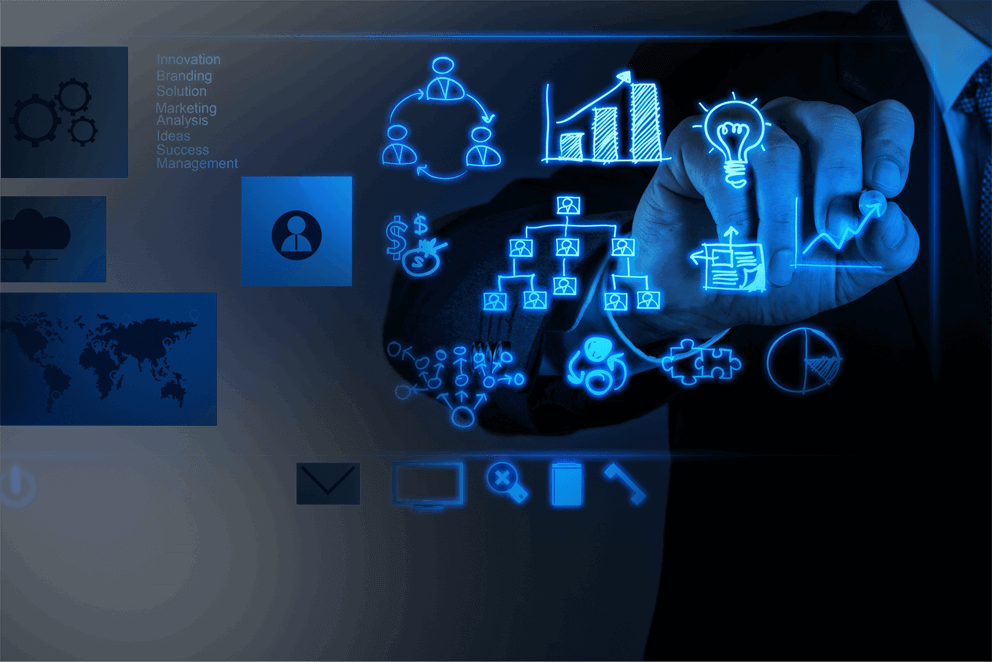 Innovation
Branding
Solution
Marketing
Analysis
Ideas
Success
Management
$ $
$
$